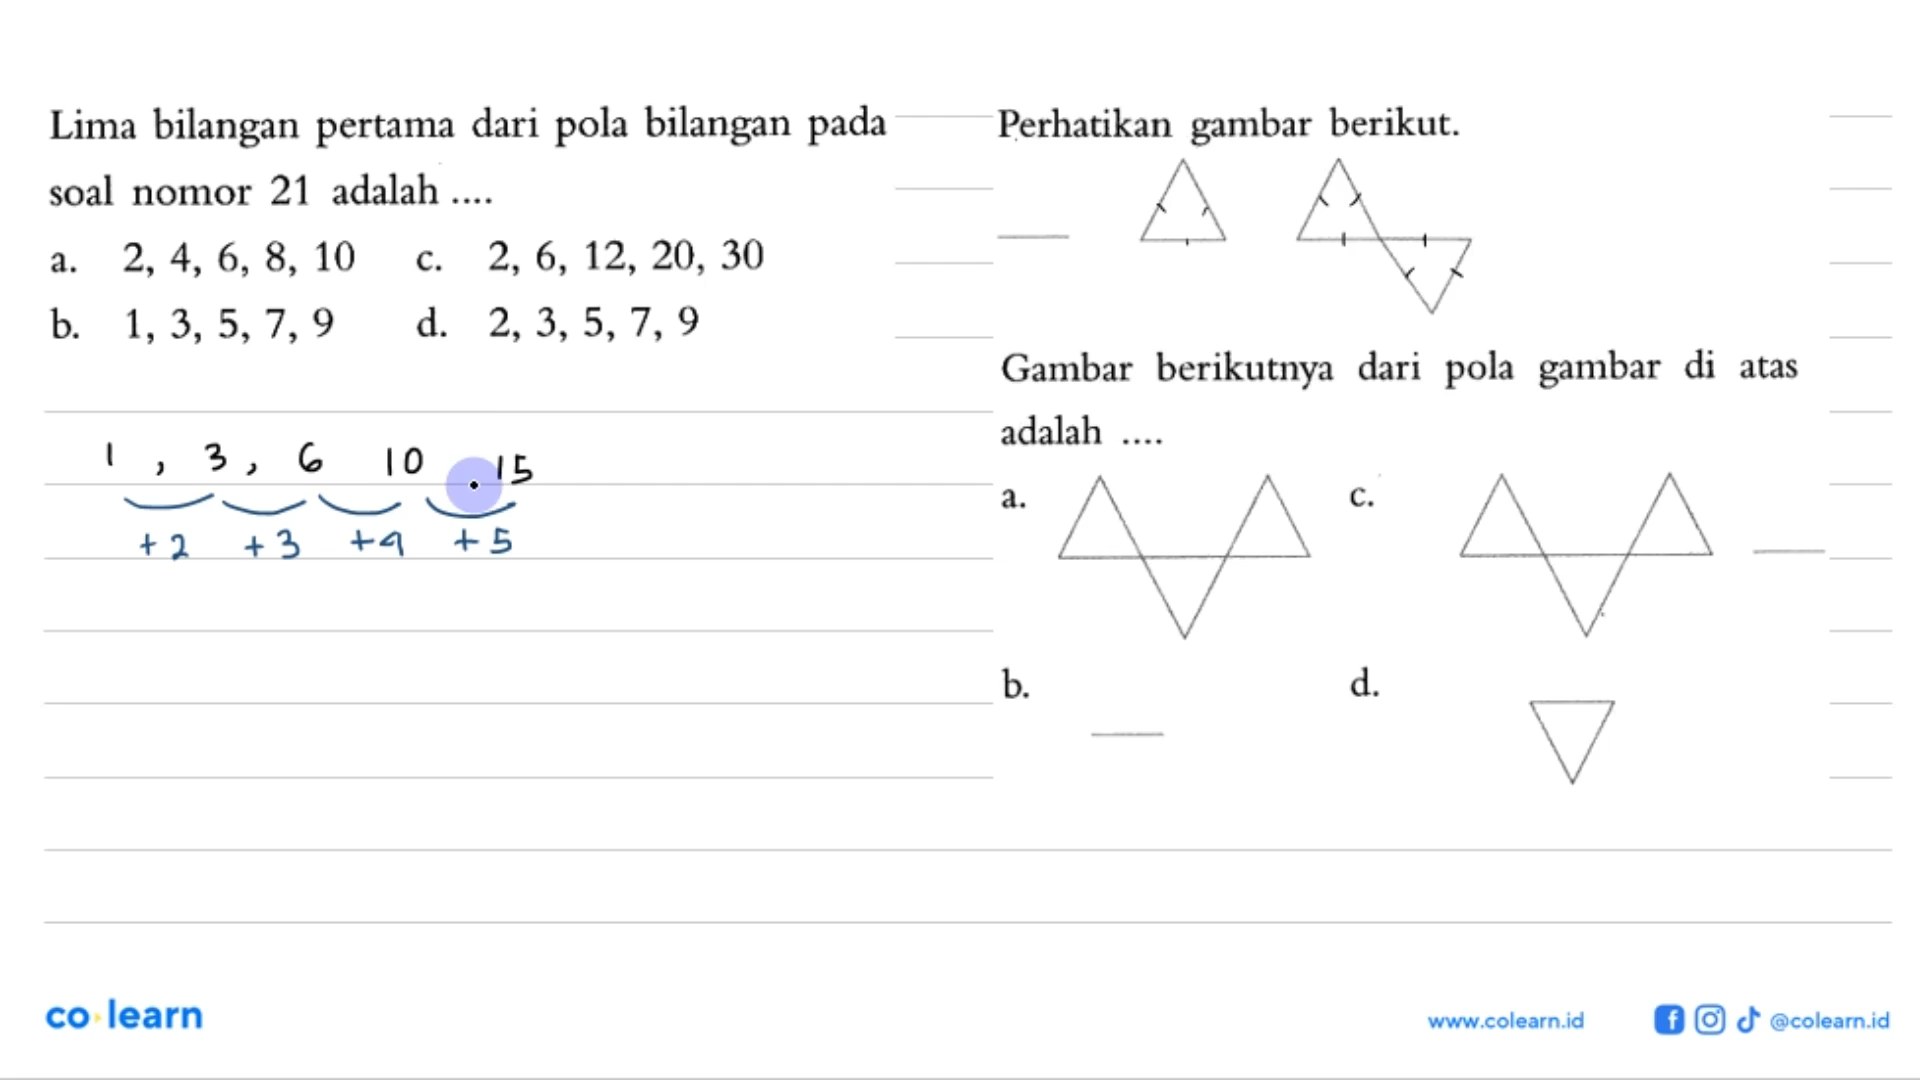 Lima bilangan pertama dari pola bilangan pada
soal nomor 21 adalah ....
a. 2, 4, 6, 8, 10 c. 2, 6, 12, 20, 30
b. 1, 3, 5, 7, 9 d. 2, 3, 5, 7, 9
1 , 3 , 6 10 15
+2 +3 +4 +5
Perhatikan gambar berikut.
Gambar berikutnya dari pola gambar di atas
adalah ....
a. c.
b. d.
co learn
www.colearn.id
@colearn.id